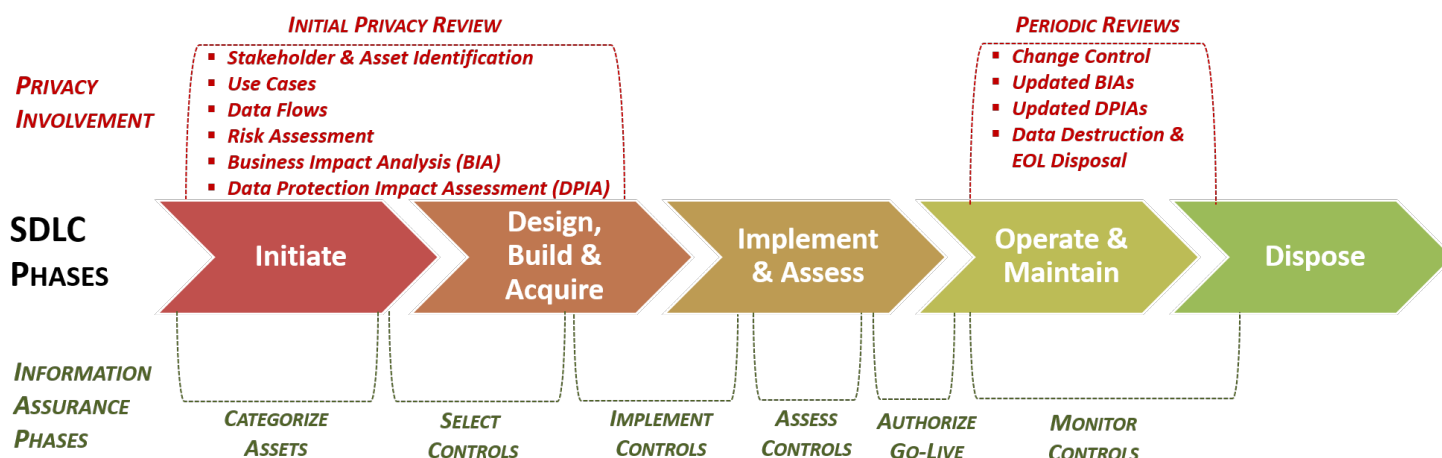 INITIAL PRIVACY REVIEW
▪ Stakeholder & Asset Identification
▪ Use Cases
▪ Data Flows
▪ Risk Assessment
▪ Business Impact Analysis (BIA)
▪ Data Protection Impact Assessment (DPIA)
PERIODIC REVIEWS
▪ Change Control
▪ Updated BIAs
▪ Updated DPIAs
▪ Data Destruction &
EOL Disposal
PRIVACY
INVOLVEMENT
SDLC
PHASES
Initiate
Design,
Build &
Acquire
Implement
& Assess
Operate &
Maintain
Dispose
INFORMATION
ASSURANCE
PHASES
CATEGORIZE
ASSETS
SELECT
CONTROLS
IMPLEMENT
CONTROLS
ASSESS
CONTROLS
AUTHORIZE
GO-LIVE
MONITOR
CONTROLS